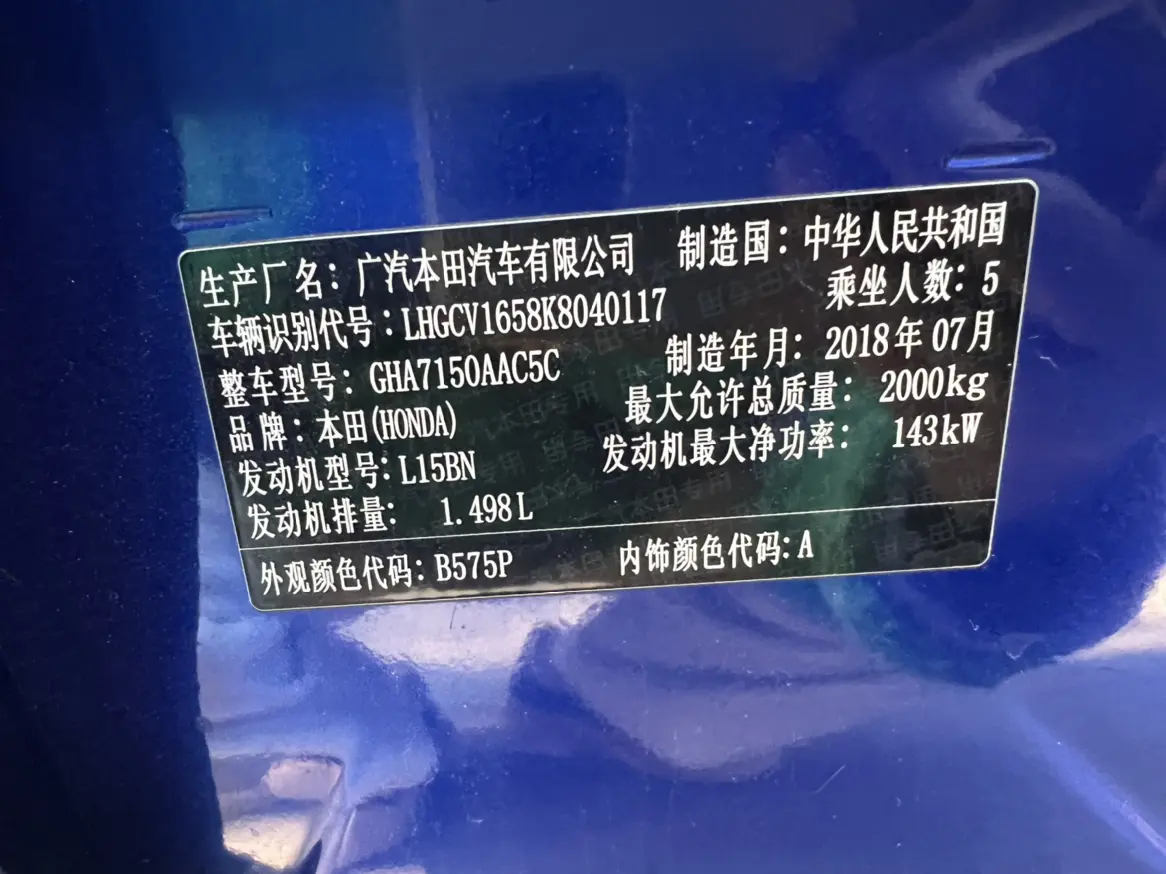 生产厂名：广汽本田汽车有限公司 制造国：中华人民共和国
车辆识别代号：LHGCV1658K8040117 乘坐人数：5
整车型号：GHA7150AAC5C 制造年月：2018年07月
品牌：本田(HONDA) 最大允许总质量：2000kg
发动机型号：L15BN 发动机最大净功率：143kW
发动机排量：1.498L
外观颜色代码：B575P 内饰颜色代码：A